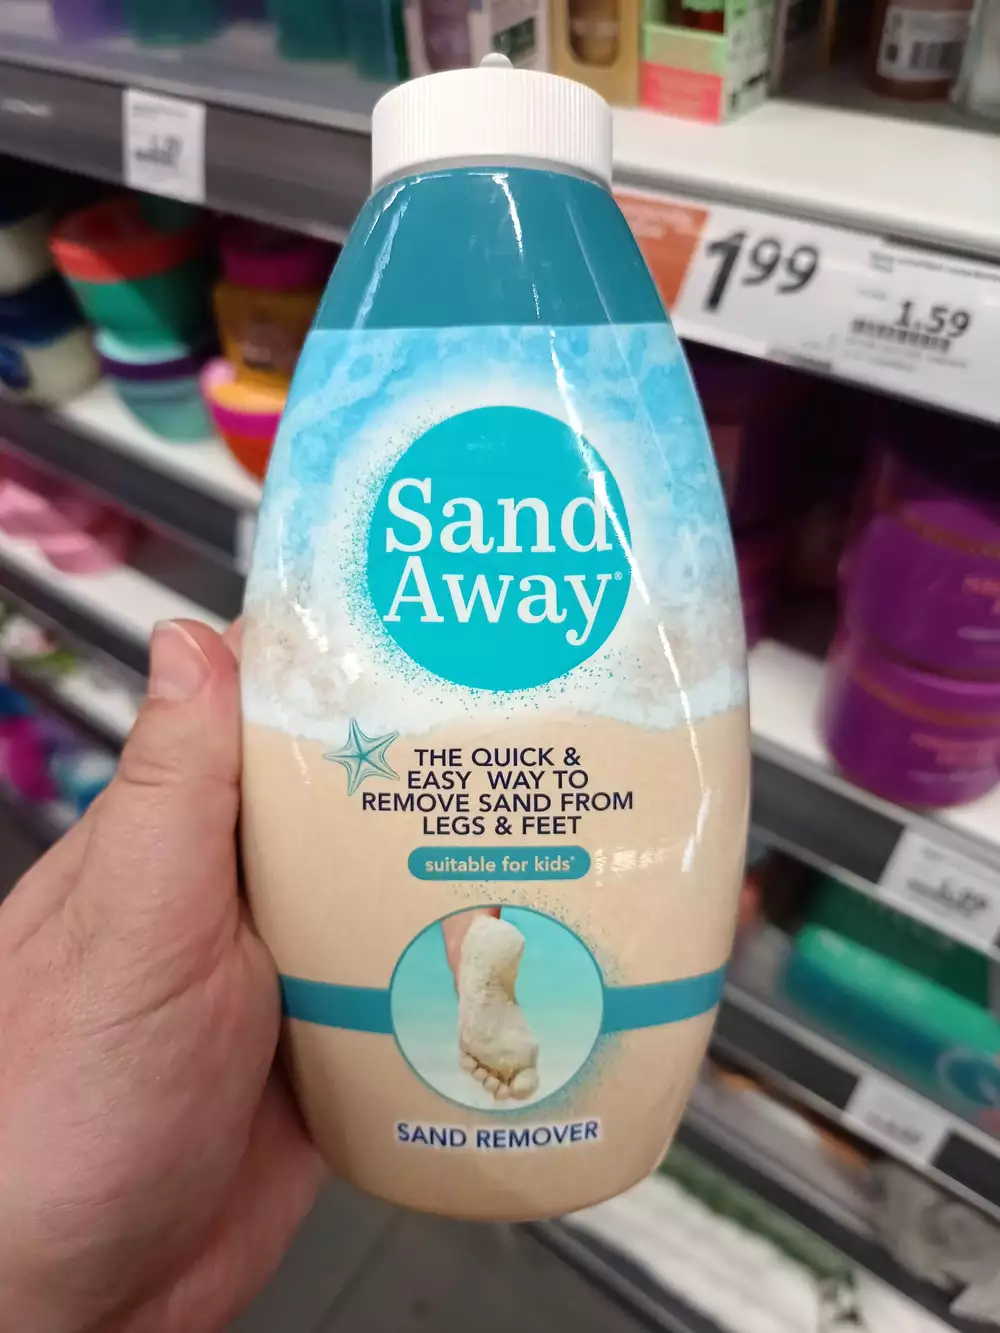 1.99
1.59
Sand
Away®
THE QUICK &
EASY WAY TO
REMOVE SAND FROM
LEGS & FEET
suitable for kids*
SAND REMOVER